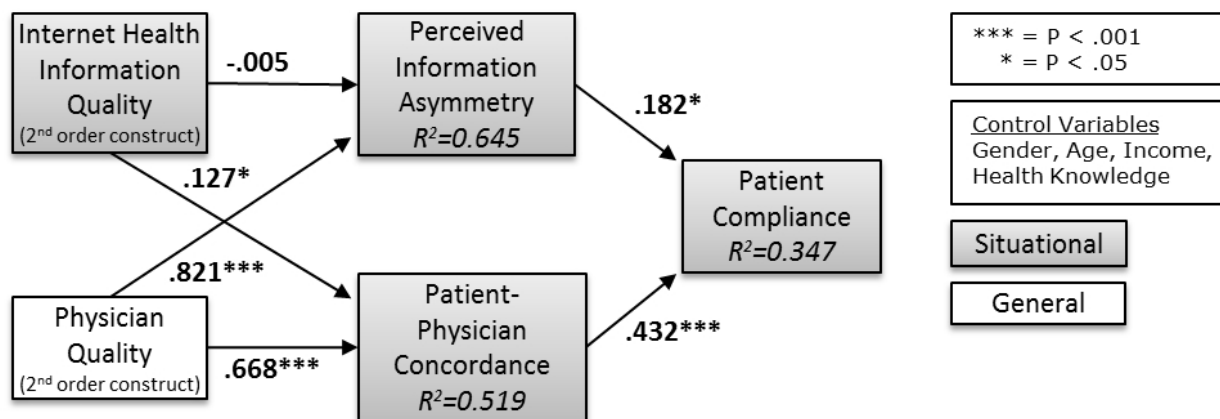 Internet Health
Information
Quality
(2nd order construct)
-.005
Perceived
Information
Asymmetry
R²=0.645
.182*
.127*
.821***
Physician
Quality
(2nd order construct)
.668***
Patient-
Physician
Concordance
R²=0.519
.432***
Patient
Compliance
R²=0.347
*** = P < .001
* = P < .05
Control Variables
Gender, Age, Income,
Health Knowledge
Situational
General